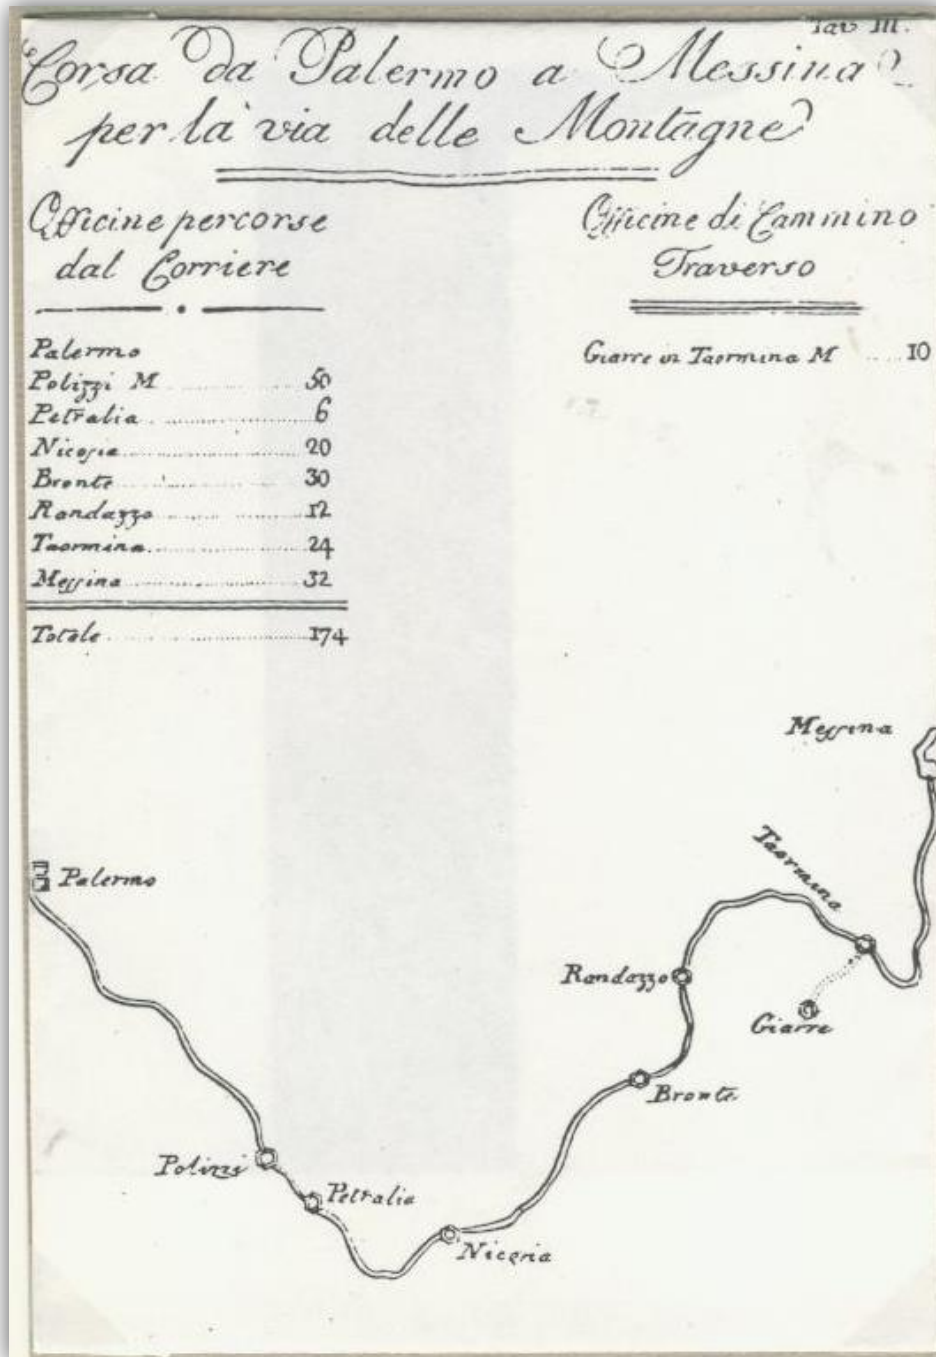 Tav III.
Corsa da Palermo a Messina
per la via delle Montagne
Officine percorse
dal Corriere
Palermo
Polizzi M 50
Petralia 6
Nicosia 20
Bronte 30
Randazzo 12
Taormina 24
Messina 32
Totale 174
Officine di Cammino
Traverso
Giarre in Taormina M 10
Messina
Taormina
Palermo
Randazzo
Giarre
Bronte
Polizzi
Petralia
Nicosia